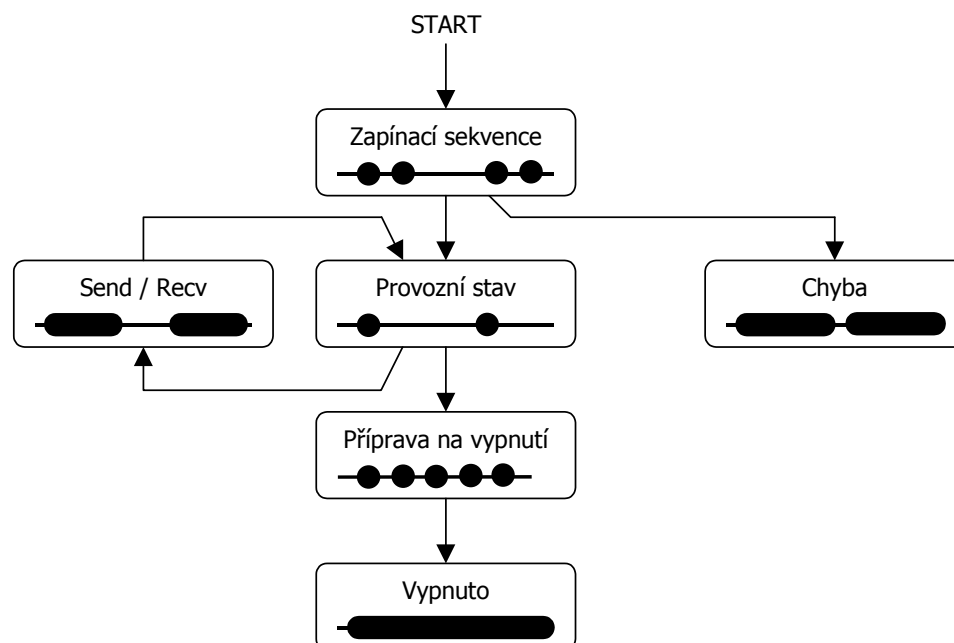 START
Zapínací sekvence
Send / Recv
Provozní stav
Chyba
Příprava na vypnutí
Vypnuto